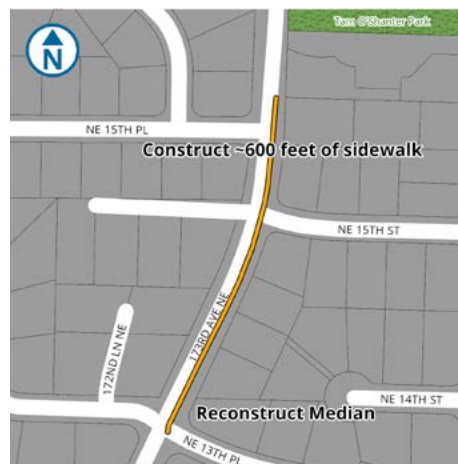 Tam O'Shanter Park
N
NE 15TH PL
Construct ~600 feet of sidewalk
NE 15TH ST
173RD AVE NE
172ND LN NE
NE 14TH ST
Reconstruct Median
NE 13TH PL